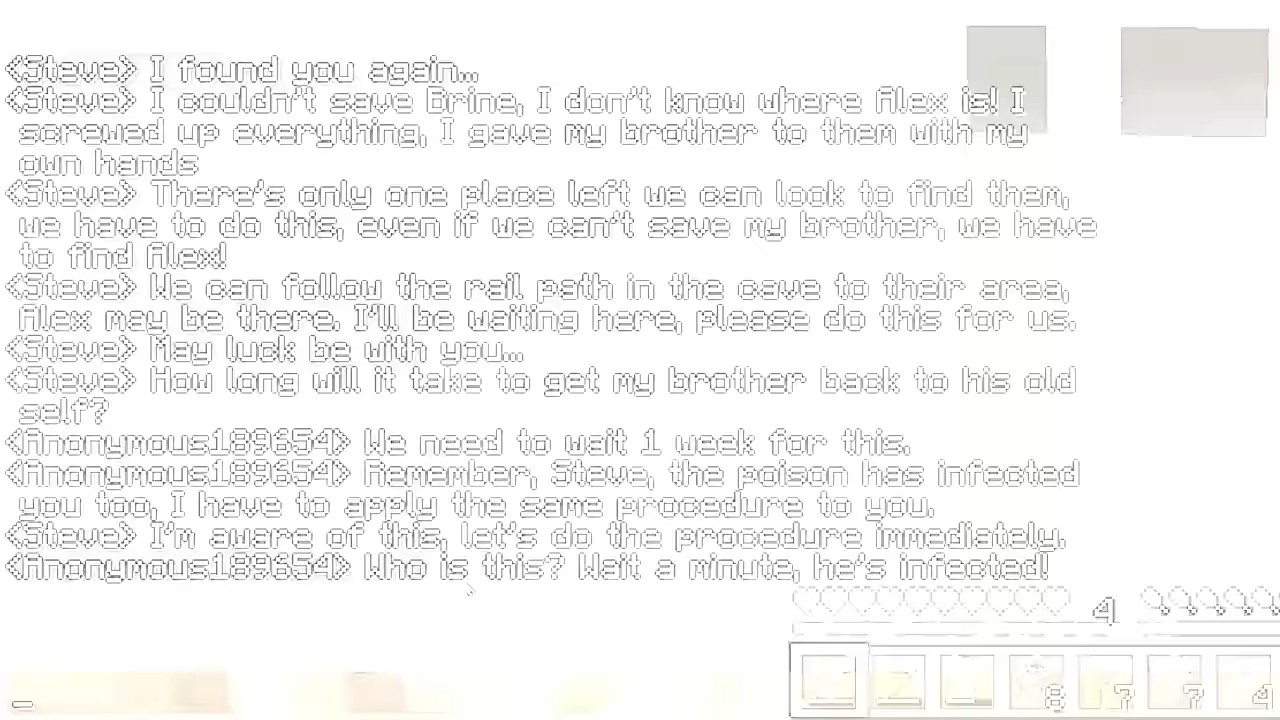 <Steve> I found you again...
<Steve> I couldn't save Brine, I don't know where Alex is! I
screwed up everything, I gave my brother to them with my
own hands
<Steve> There's only one place left we can look to find them,
we have to do this, even if we can't save my brother, we have
to find Alex!
<Steve> We can follow the rail path in the cave to their area,
Alex may be there. I'll be waiting here, please do this for us.
<Steve> May luck be with you...
<Steve> How long will it take to get my brother back to his old
self?
<Anonymous189654> We need to wait 1 week for this.
<Anonymous189654> Remember, Steve, the poison has infected
you too, I have to apply the same procedure to you.
<Steve> I'm aware of this, let's do the procedure immediately.
<Anonymous189654> Who is this? Wait a minute, he's infected!
4
8 7 7 4